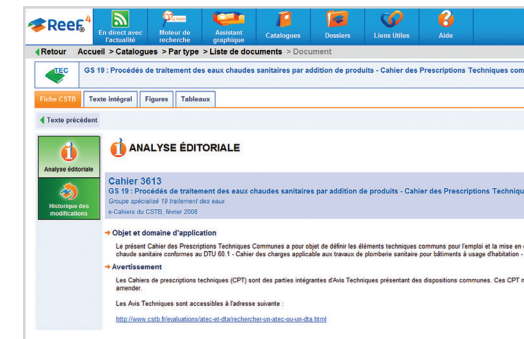 Reef4
En direct avec l'actualité
Moteur de recherche
Assistant graphique
Catalogues
Dossiers
Liens Utiles
Aide
Retour Accueil > Catalogues > Par type > Liste de documents > Document
TEC
GS 19 : Procédés de traitement des eaux chaudes sanitaires par addition de produits - Cahier des Prescriptions Techniques com
Fiche CSTB
Texte intégral
Figures
Tableaux
Texte précédent
Analyse éditoriale
Historique des modifications
ANALYSE ÉDITORIALE
Cahier 3613
GS 19 : Procédés de traitement des eaux chaudes sanitaires par addition de produits - Cahier des Prescriptions Techniqu
Groupe spécialisé 19 traitement des eaux
e-Cahiers du CSTB, février 2008
Objet et domaine d'application
Le présent Cahier des Prescriptions Techniques Communes a pour objet de définir les éléments techniques communs pour l'emploi et la mise en
chaude sanitaire conformes au DTU 60.1 - Cahier des charges applicable aux travaux de plomberie sanitaire pour bâtiments à usage d'habitation -
Avertissement
Les Cahiers de prescriptions techniques (CPT) sont des parties intégrantes d'Avis Techniques présentant des dispositions communes. Ces CPT
amender.
Les Avis Techniques sont accessibles à l'adresse suivante :
http://www.cstb.fr/evaluations/atec-et-dta/rechercher-un-atec-ou-un-dta.html